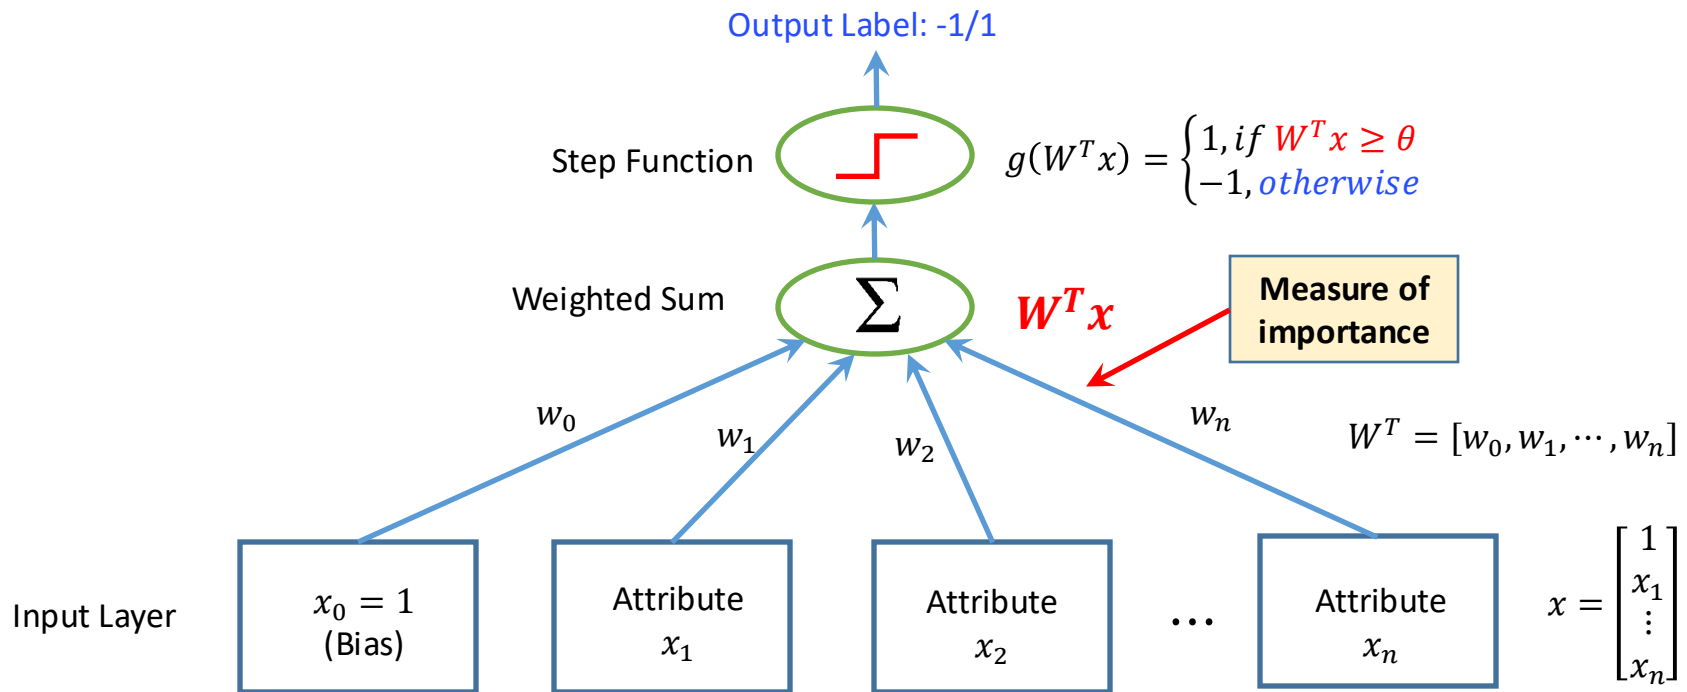 Output Label: -1/1
Step Function
g(W^T x) = { 1, if W^T x ≥ θ
−1, otherwise
Weighted Sum
∑
W^T x
Measure of
importance
w_0
w_1
w_2
w_n
W^T = [w_0, w_1, ⋯, w_n]
Input Layer
x_0 = 1
(Bias)
Attribute
x_1
Attribute
x_2
⋯
Attribute
x_n
x = [ 1
x_1
⋮
x_n ]